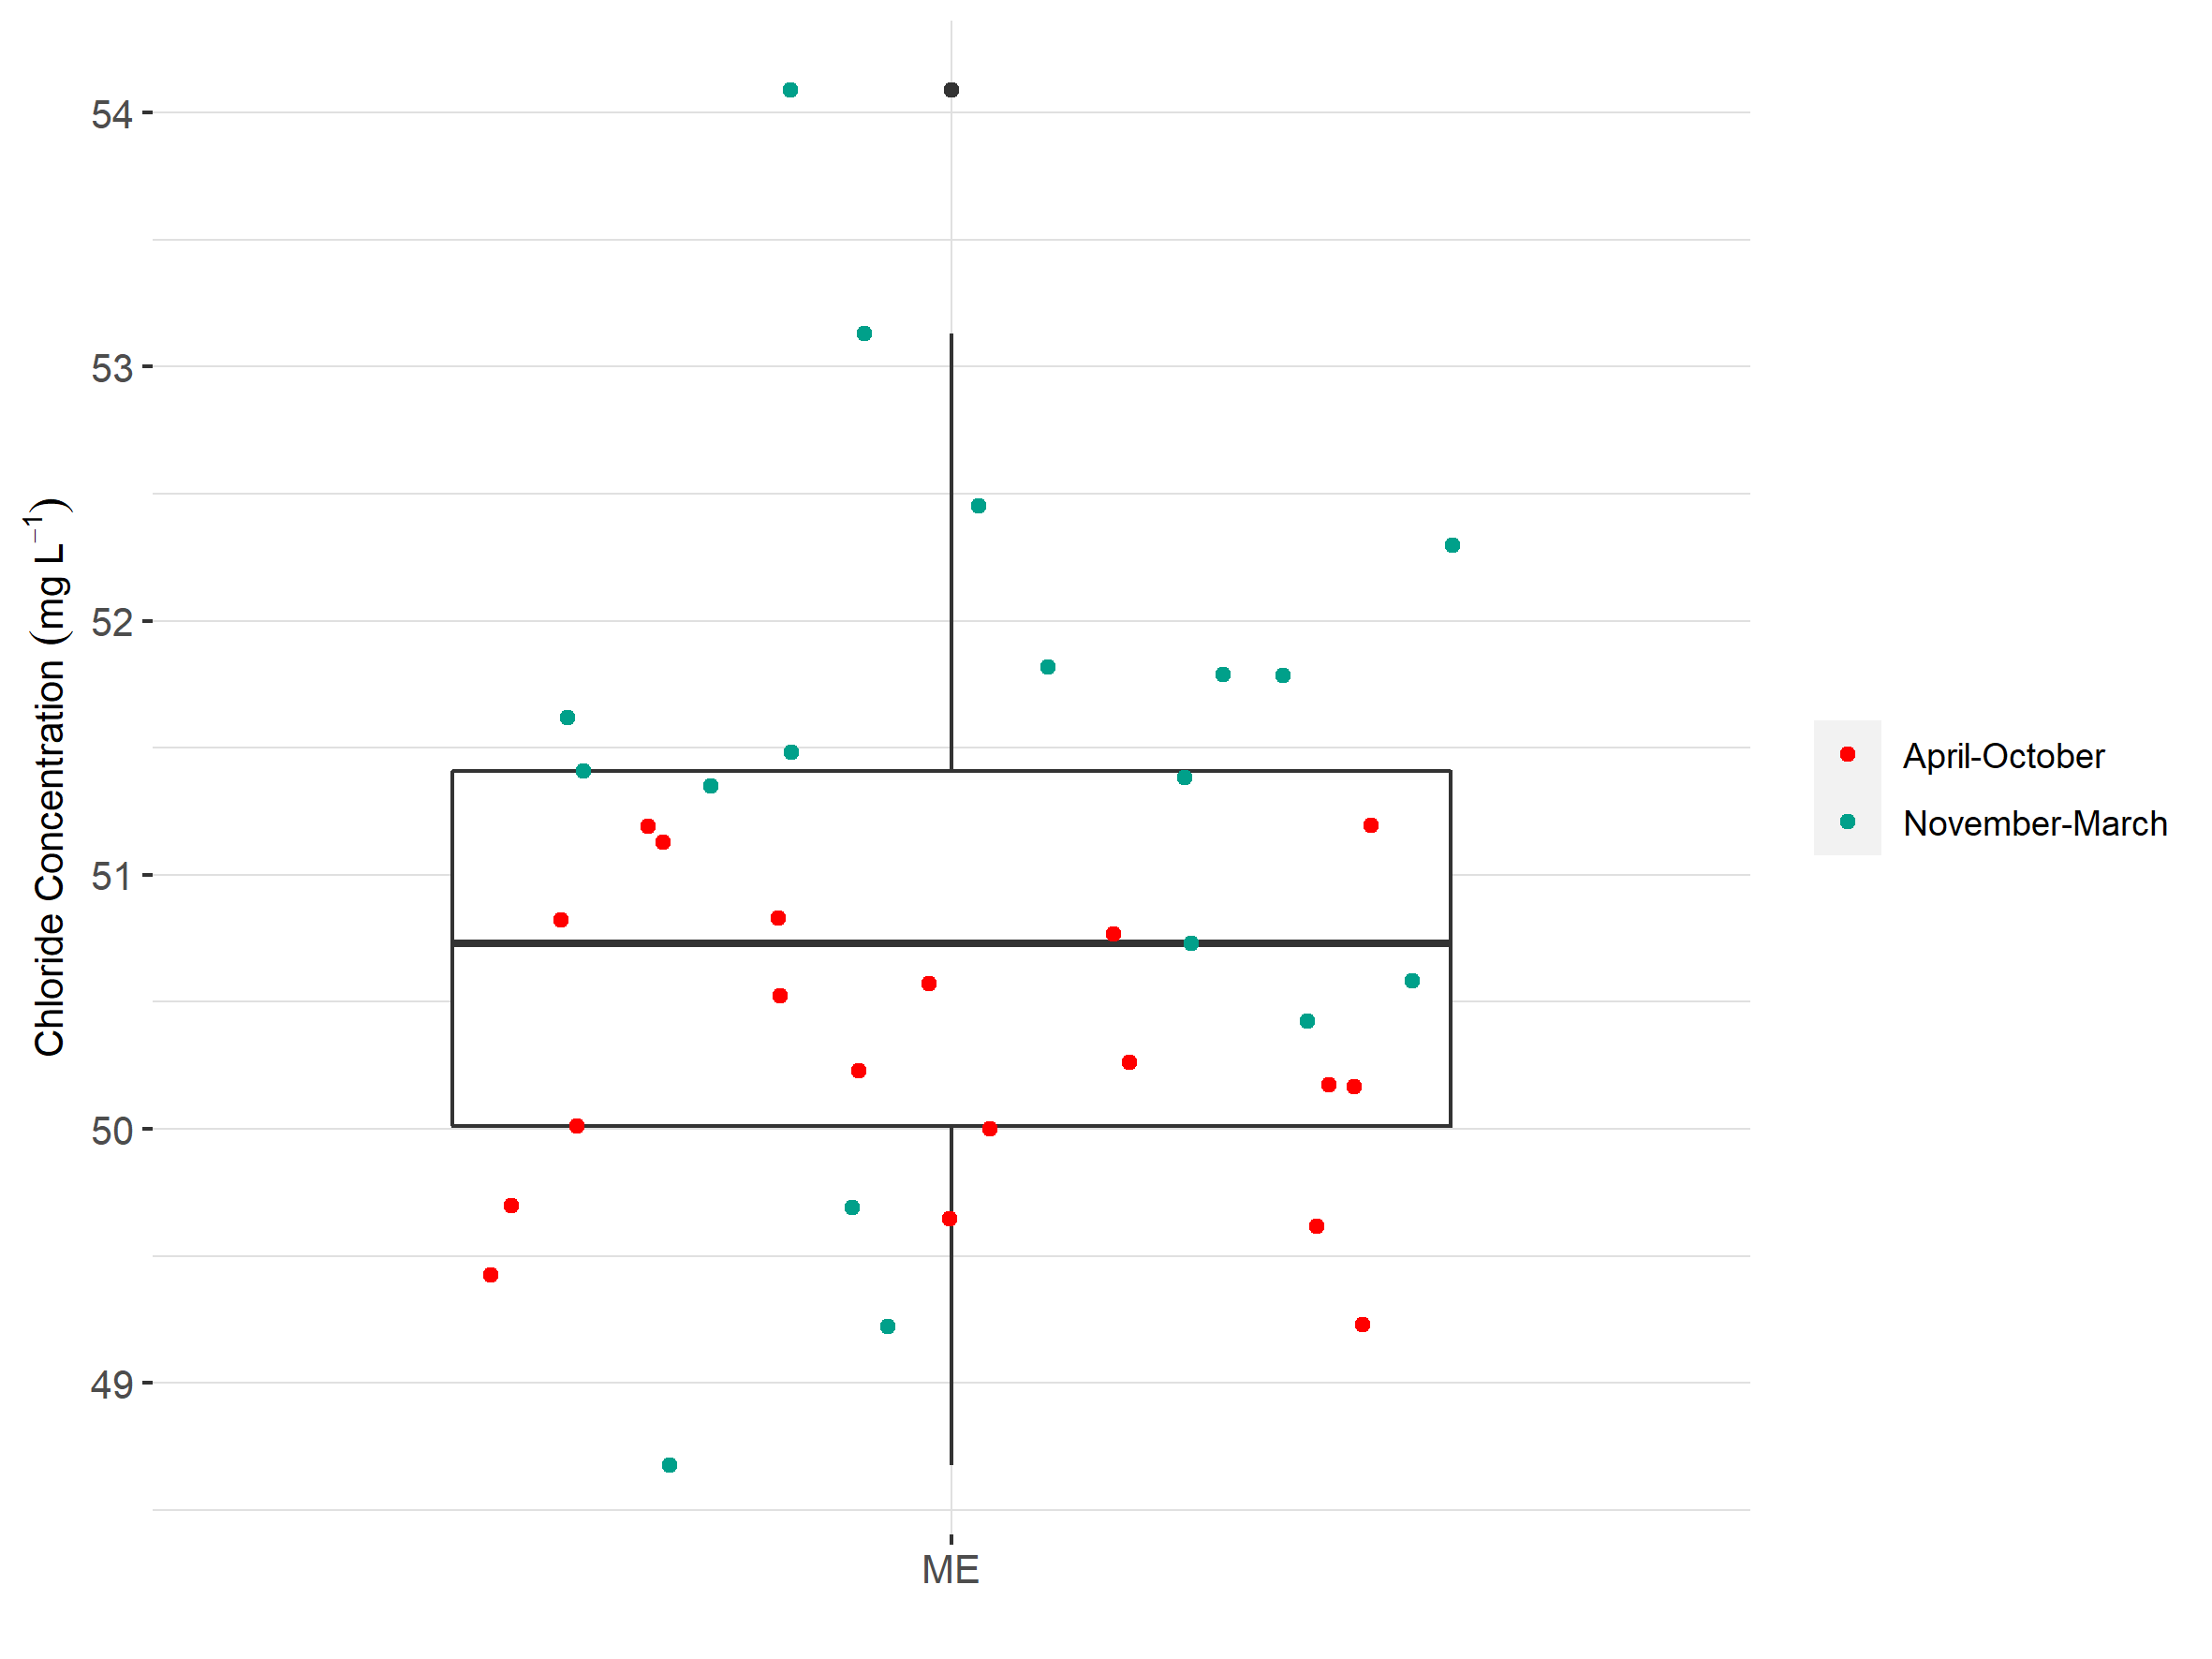 Chloride Concentration (mg L⁻¹)
54
53
52
51
50
49
ME
April-October
November-March